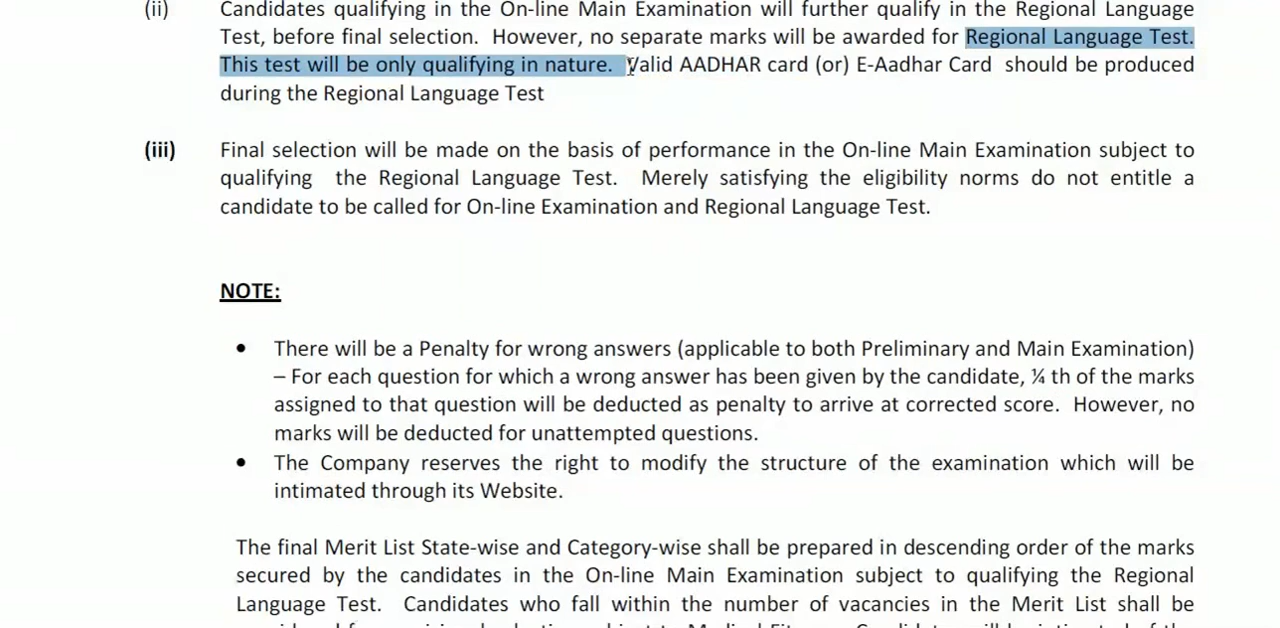 (ii) Candidates qualifying in the On-line Main Examination will further qualify in the Regional Language
Test, before final selection. However, no separate marks will be awarded for Regional Language Test.
This test will be only qualifying in nature. Valid AADHAR card (or) E-Aadhar Card should be produced
during the Regional Language Test
(iii) Final selection will be made on the basis of performance in the On-line Main Examination subject to
qualifying the Regional Language Test. Merely satisfying the eligibility norms do not entitle a
candidate to be called for On-line Examination and Regional Language Test.
NOTE:
• There will be a Penalty for wrong answers (applicable to both Preliminary and Main Examination)
– For each question for which a wrong answer has been given by the candidate, ¼ th of the marks
assigned to that question will be deducted as penalty to arrive at corrected score. However, no
marks will be deducted for unattempted questions.
• The Company reserves the right to modify the structure of the examination which will be
intimated through its Website.
The final Merit List State-wise and Category-wise shall be prepared in descending order of the marks
secured by the candidates in the On-line Main Examination subject to qualifying the Regional
Language Test. Candidates who fall within the number of vacancies in the Merit List shall be